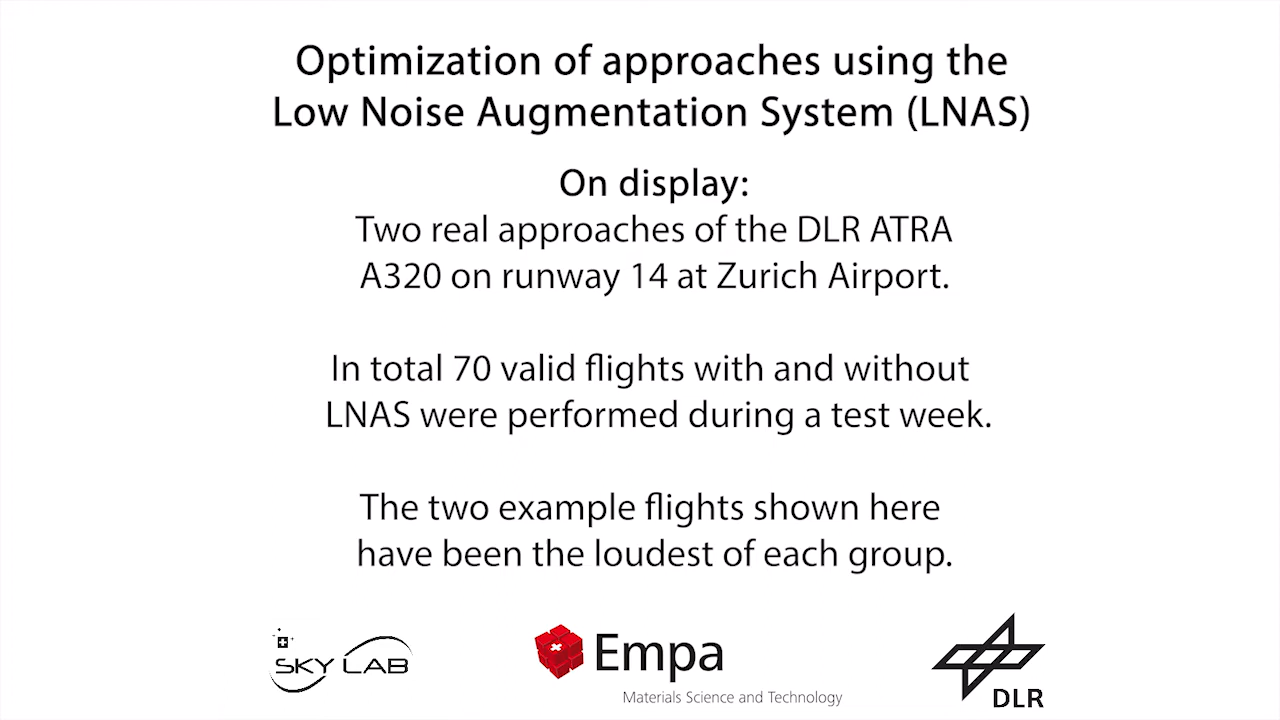 Optimization of approaches using the
Low Noise Augmentation System (LNAS)
On display:
Two real approaches of the DLR ATRA
A320 on runway 14 at Zurich Airport.
In total 70 valid flights with and without
LNAS were performed during a test week.
The two example flights shown here
have been the loudest of each group.
SKY LAB
Empa
Materials Science and Technology
DLR